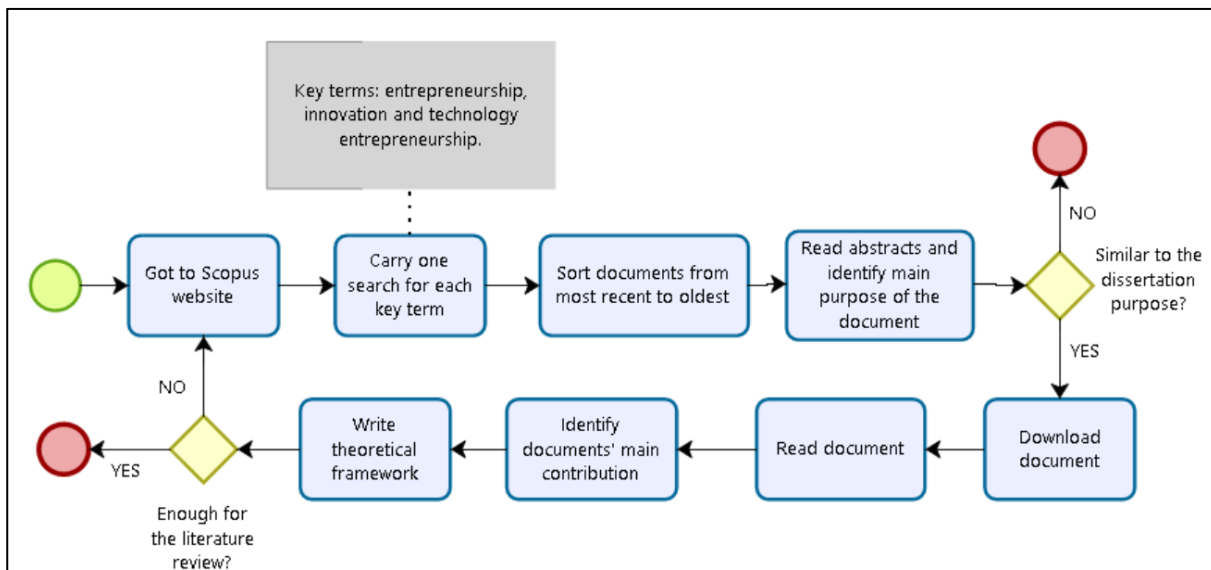 Key terms: entrepreneurship,
innovation and technology
entrepreneurship.
NO
Got to Scopus
website
Carry one
search for each
key term
Sort documents from
most recent to oldest
Read abstracts and
identify main
purpose of the
document
Similar to the
dissertation
purpose?
YES
NO
Write
theoretical
framework
Identify
documents' main
contribution
Read document
Download
document
YES
Enough for
the literature
review?